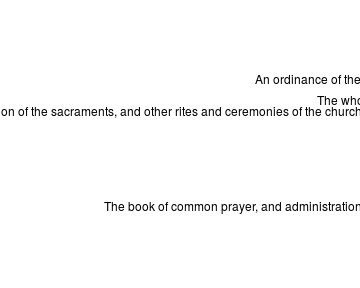 An ordinance of the
The
on of the sacraments, and other rites and ceremonies of the church
The book of common prayer, and administration